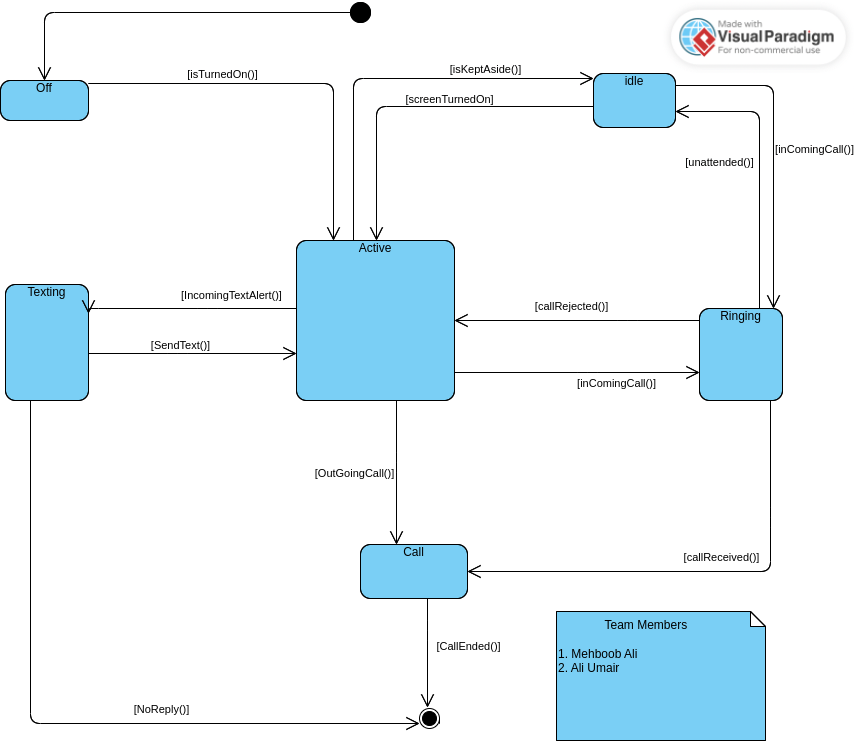 Made with
Visual Paradigm
For non-commercial use
Off
[isTurnedOn()]
[isKeptAside()]
idle
[screenTurnedOn]
[inComingCall()]
[unattended()]
Active
Texting
[IncomingTextAlert()]
[SendText()]
[callRejected()]
Ringing
[inComingCall()]
[OutGoingCall()]
Call
[callReceived()]
[CallEnded()]
[NoReply()]
Team Members
1. Mehboob Ali
2. Ali Umair